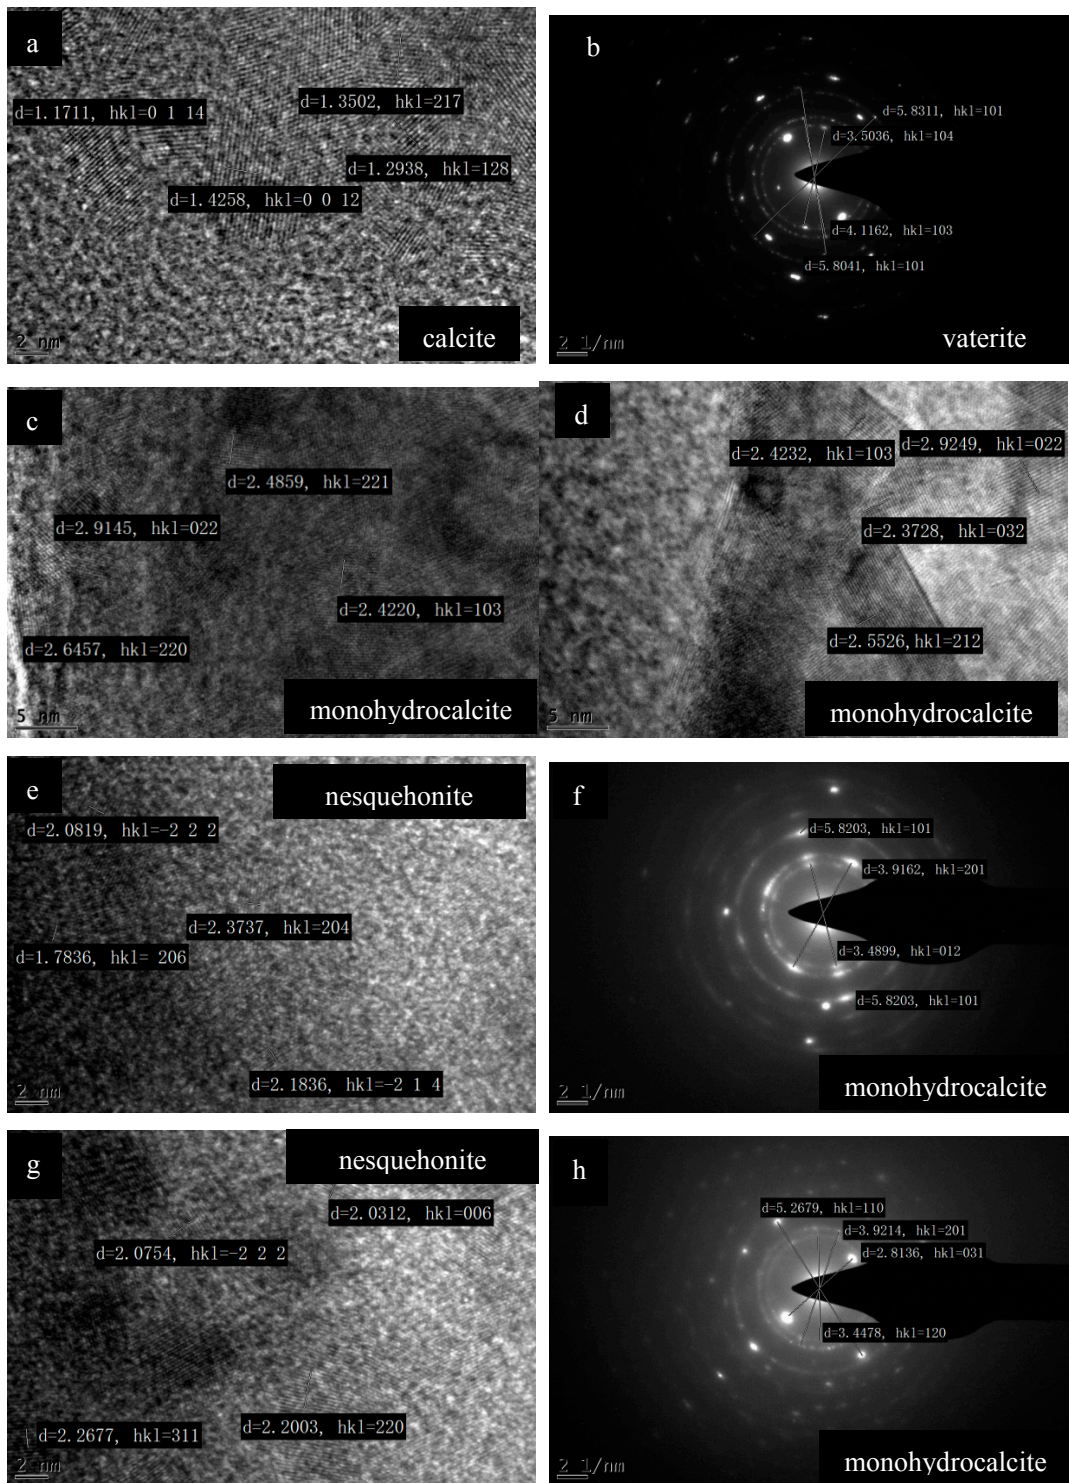 a
d=1.1711, hkl=0 1 14
d=1.3502, hkl=217
d=1.2938, hkl=128
d=1.4258, hkl=0 0 12
2 nm
calcite
b
d=5.8311, hkl=101
d=3.5036, hkl=104
d=4.1162, hkl=103
d=5.8041, hkl=101
2 1/nm
vaterite
c
d=2.4859, hkl=221
d=2.9145, hkl=022
d=2.4220, hkl=103
d=2.6457, hkl=220
5 nm
monohydrocalcite
d
d=2.9249, hkl=022
d=2.4232, hkl=103
d=2.3728, hkl=032
d=2.5526,hkl=212
5 nm
monohydrocalcite
e
nesquehonite
d=2.0819, hkl=-2 2 2
d=2.3737, hkl=204
d=1.7836, hkl= 206
d=2.1836, hkl=-2 1 4
2 nm
f
d=5.8203, hkl=101
d=3.9162, hkl=201
d=3.4899, hkl=012
d=5.8203, hkl=101
2 1/nm
monohydrocalcite
g
nesquehonite
d=2.0312, hkl=006
d=2.0754, hkl=-2 2 2
d=2.2003, hkl=220
d=2.2677, hkl=311
2 nm
h
d=5.2679, hkl=110
d=3.9214, hkl=201
d=2.8136, hkl=031
d=3.4478, hkl=120
2 1/nm
monohydrocalcite